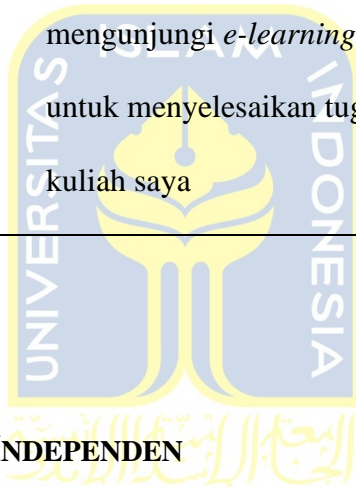 mengunjungi e-learning
untuk menyelesaikan tug
kuliah saya
UNIVERSITAS ISLAM INDONESIA
NDEPENDEN